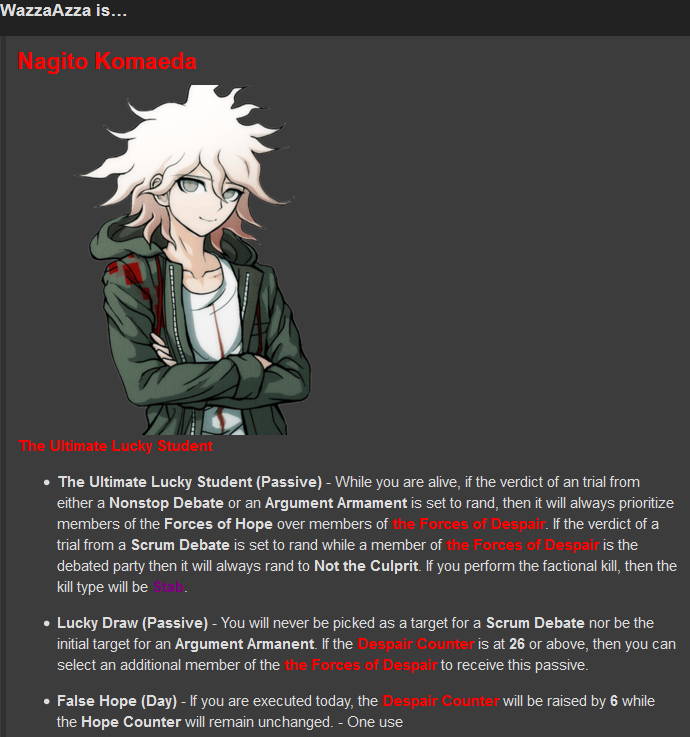 WazzaAzza is…
Nagito Komaeda
The Ultimate Lucky Student
• The Ultimate Lucky Student (Passive) - While you are alive, if the verdict of an trial from
either a Nonstop Debate or an Argument Armament is set to rand, then it will always prioritize
members of the Forces of Hope over members of the Forces of Despair. If the verdict of a
trial from a Scrum Debate is set to rand while a member of the Forces of Despair is the
debated party then it will always rand to Not the Culprit. If you perform the factional kill, then the
kill type will be Stab.
• Lucky Draw (Passive) - You will never be picked as a target for a Scrum Debate nor be the
initial target for an Argument Armanent. If the Despair Counter is at 26 or above, then you can
select an additional member of the the Forces of Despair to receive this passive.
• False Hope (Day) - If you are executed today, the Despair Counter will be raised by 6 while
the Hope Counter will remain unchanged. - One use